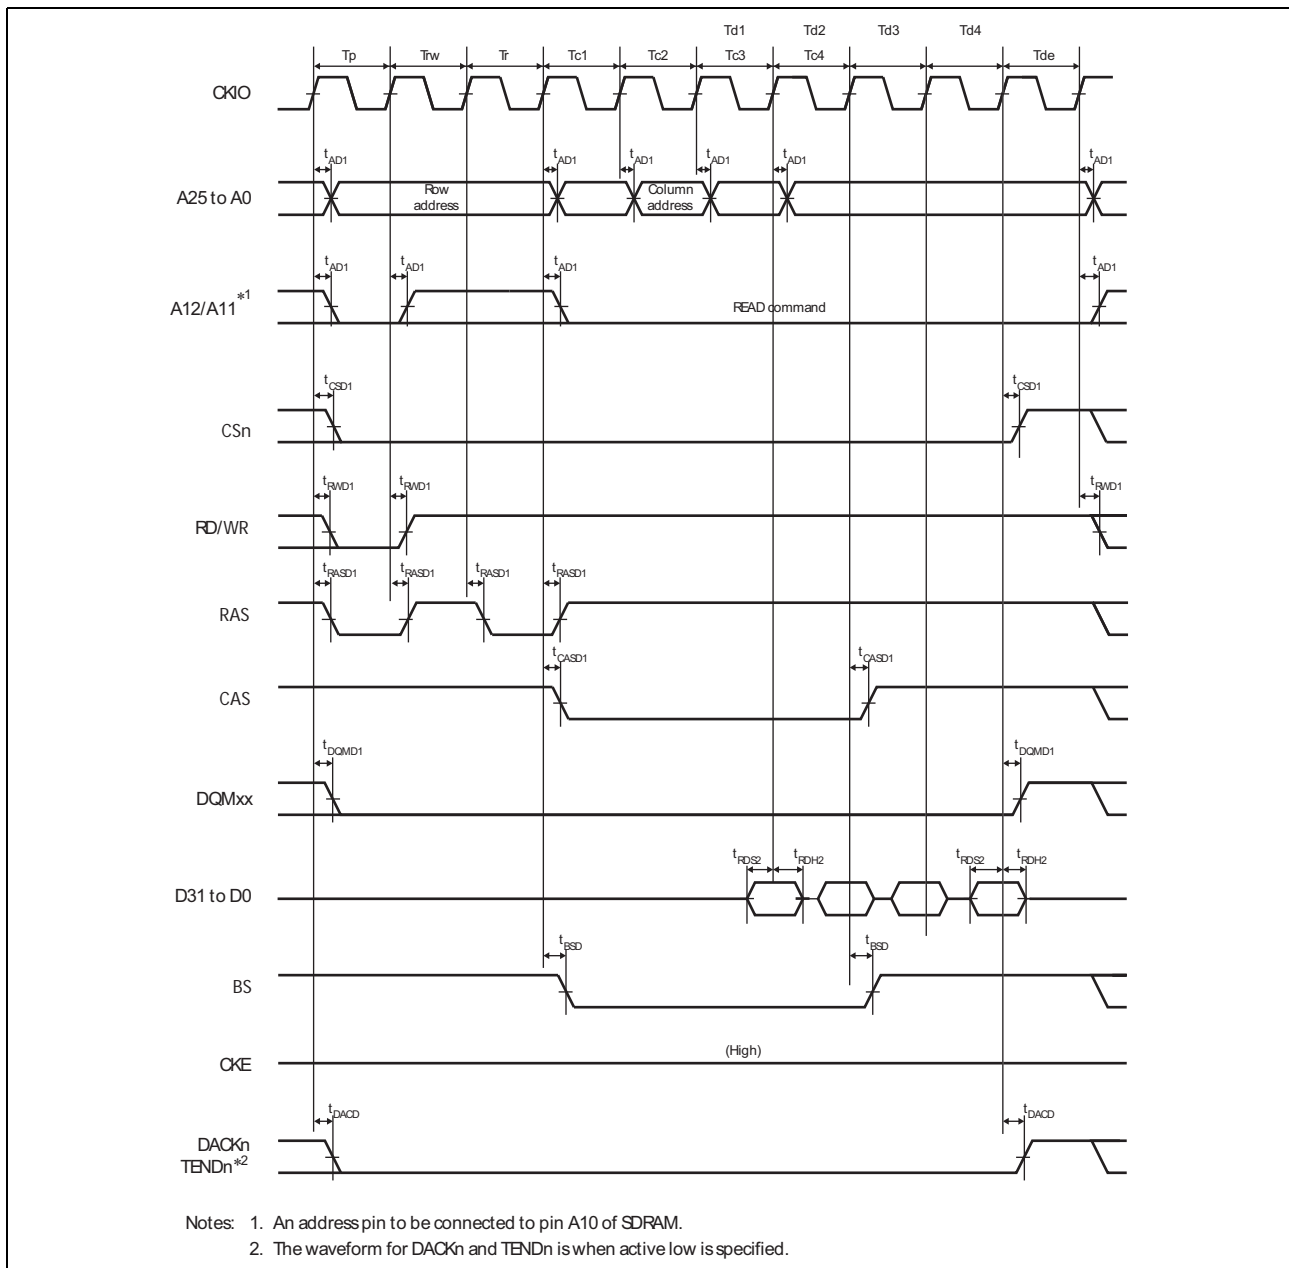 Td1 Td2 Td3 Td4
Tp Trw Tr Tc1 Tc2 Tc3 Tc4 Tde
CKIO
tAD1 tAD1 tAD1 tAD1 tAD1 tAD1
A25 to A0 Row address Column address
tAD1 tAD1 tAD1 tAD1
A12/A11*1 READ command
tCSD1 tCSD1
CSn
tRWD1 tRWD1 tRWD1
RD/WR
tRASD1 tRASD1 tRASD1 tRASD1
RAS
tCASD1 tCASD1
CAS
tDQMD1 tDQMD1
DQMxx
tRDS2 tRDH2 tRDS2 tRDH2
D31 to D0
tBSD tBSD
BS
(High)
CKE
tDACD tDACD
DACKn
TENDn*2
Notes: 1. An address pin to be connected to pin A10 of SDRAM.
2. The waveform for DACKn and TENDn is when active low is specified.